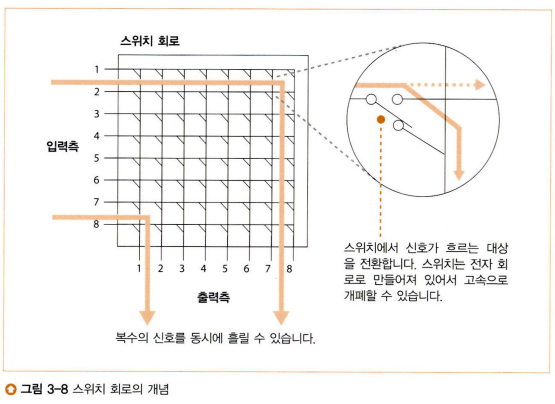 스위치 회로
1
2
3
4
5
6
7
8
입력측
1 2 3 4 5 6 7 8
출력측
스위치에서 신호가 흐르는 대상
을 전환합니다. 스위치는 전자 회
로로 만들어져 있어서 고속으로
개폐할 수 있습니다.
복수의 신호를 동시에 흘릴 수 있습니다.
그림 3-8 스위치 회로의 개념